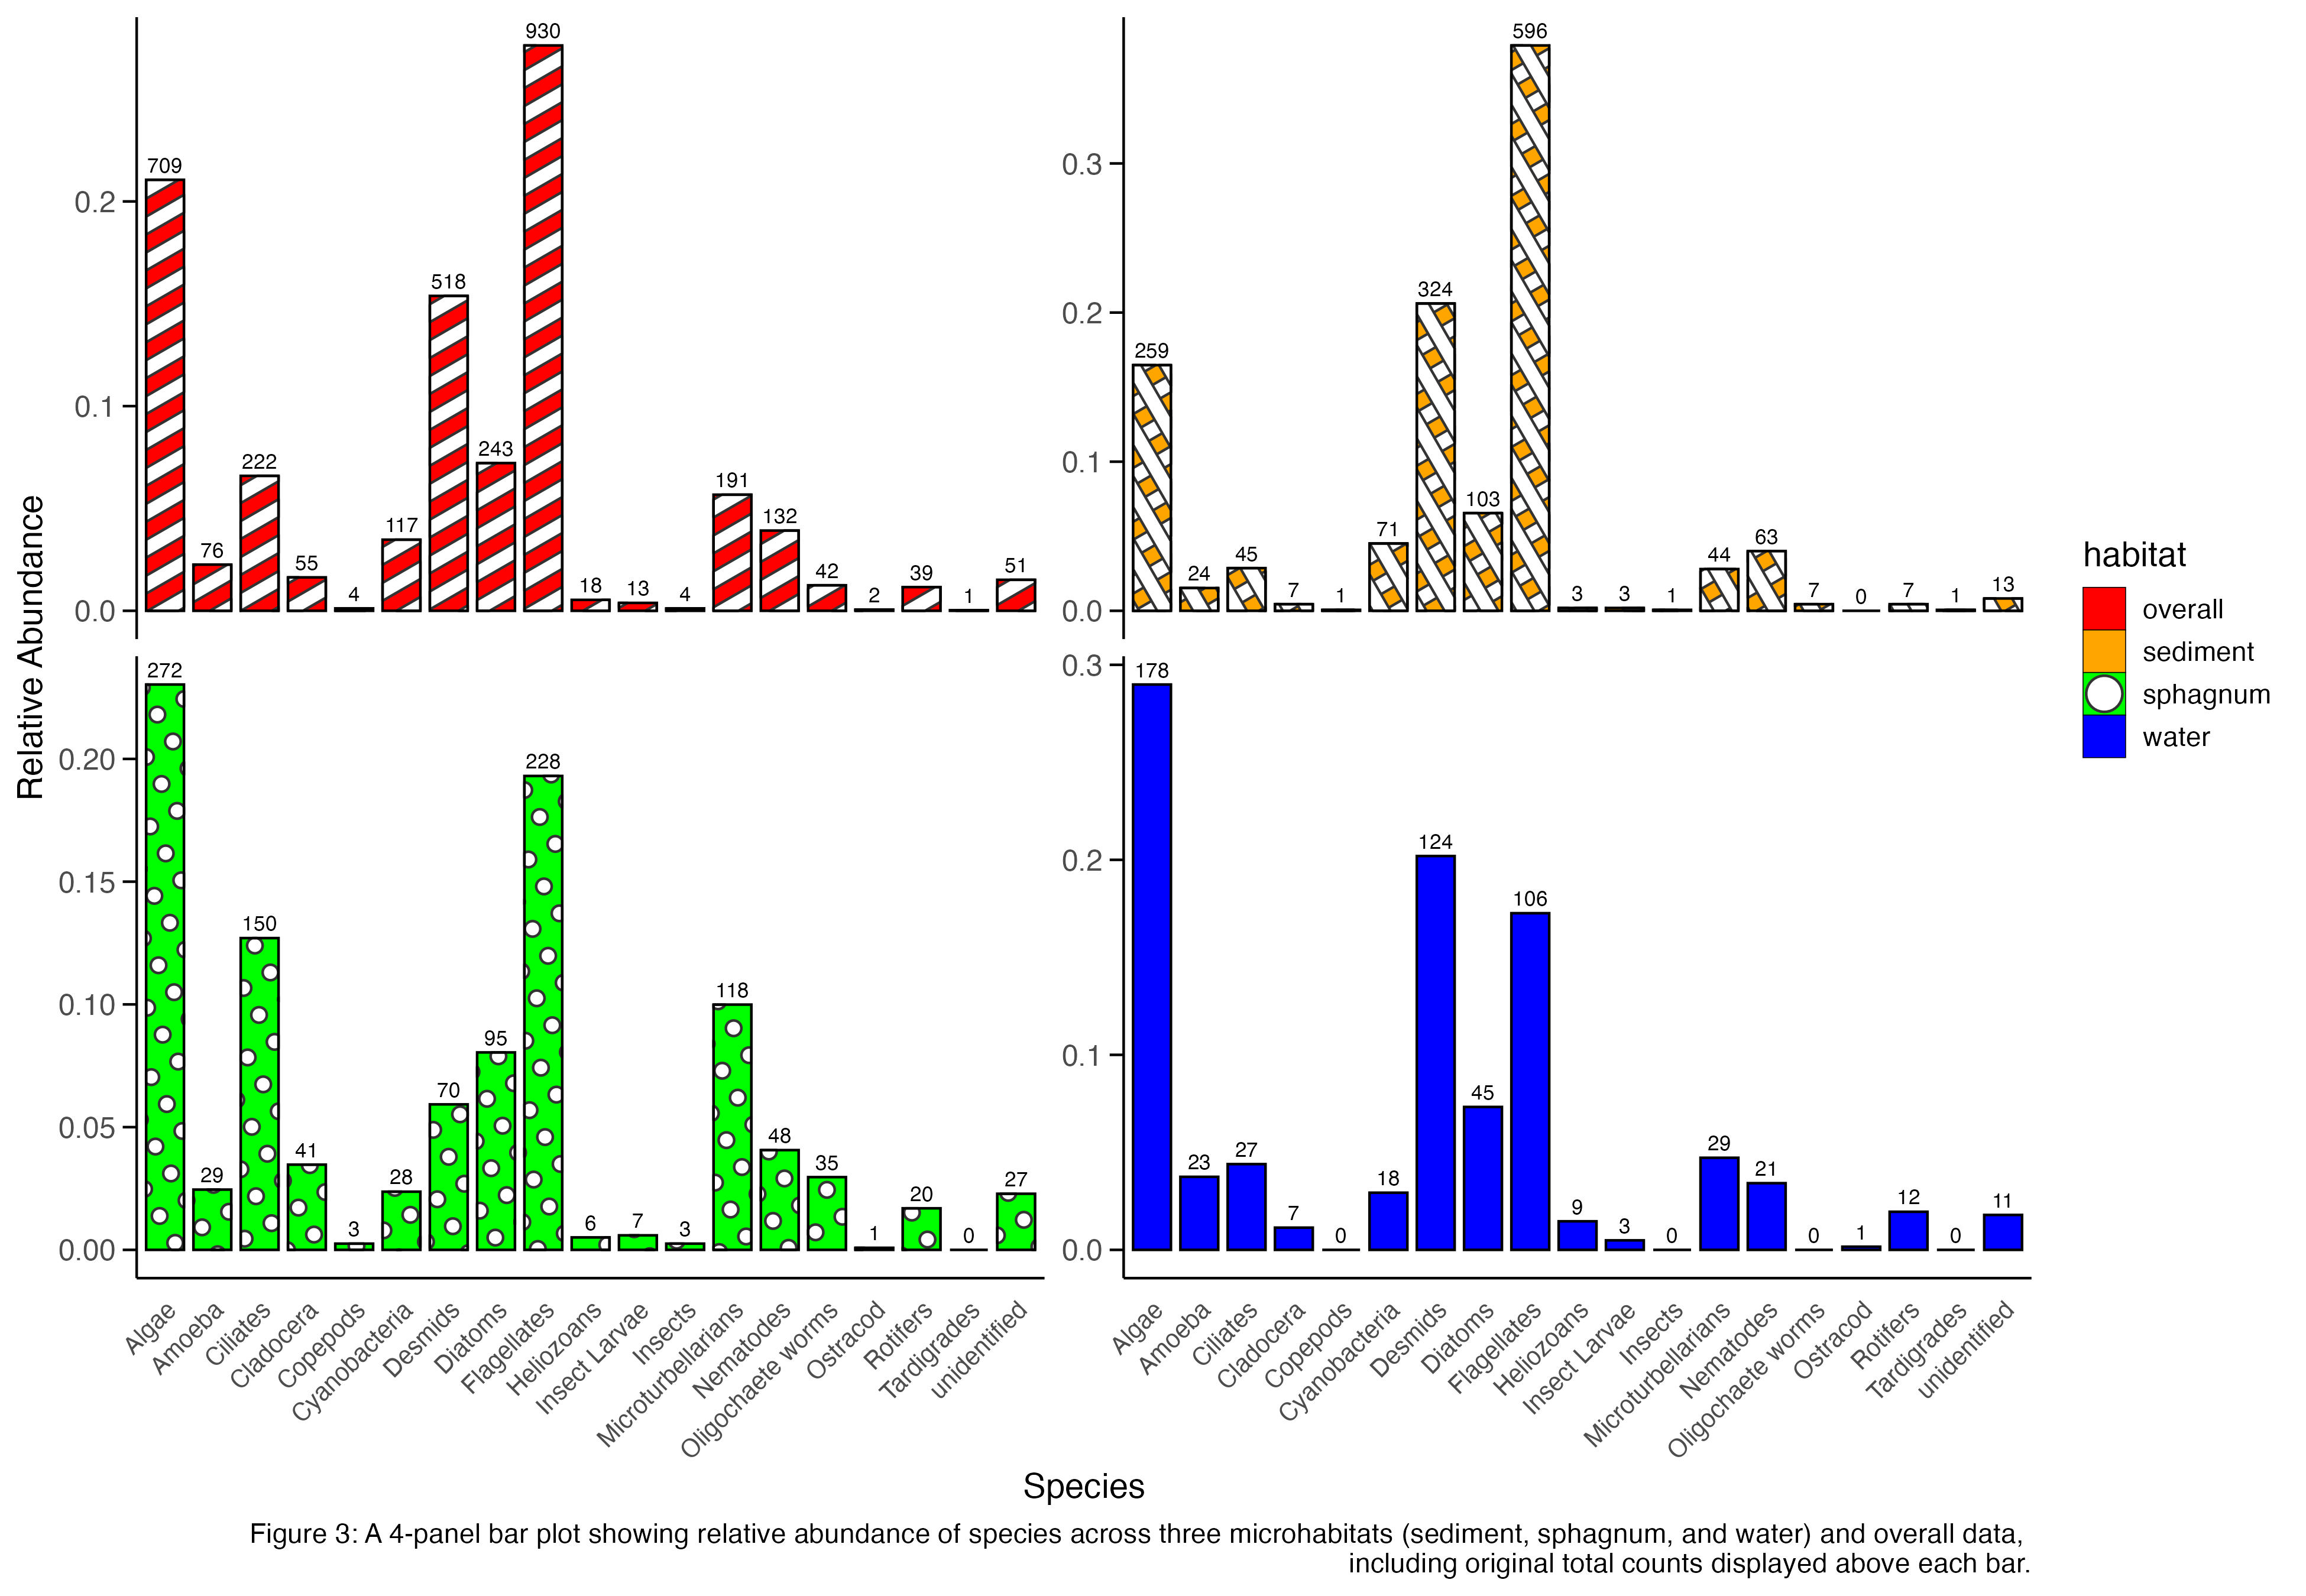 Relative Abundance
0.2
0.1
0.0
709
76
222
55
4
117
518
243
930
18
13
4
191
132
42
2
39
1
51
0.3
0.2
0.1
0.0
259
24
45
7
1
71
324
103
596
3
3
1
44
63
7
0
7
1
13
0.20
0.15
0.10
0.05
0.00
272
29
150
41
3
28
70
95
228
6
7
3
118
48
35
1
20
0
27
0.3
0.2
0.1
0.0
178
23
27
7
0
18
124
45
106
9
3
0
29
21
0
1
12
0
11
Algae
Amoeba
Ciliates
Cladocera
Copepods
Cyanobacteria
Desmids
Diatoms
Flagellates
Heliozoans
Insect Larvae
Insects
Microturbellarians
Nematodes
Oligochaete worms
Ostracod
Rotifers
Tardigrades
unidentified
Algae
Amoeba
Ciliates
Cladocera
Copepods
Cyanobacteria
Desmids
Diatoms
Flagellates
Heliozoans
Insect Larvae
Insects
Microturbellarians
Nematodes
Oligochaete worms
Ostracod
Rotifers
Tardigrades
unidentified
Species
habitat
overall
sediment
sphagnum
water
Figure 3: A 4-panel bar plot showing relative abundance of species across three microhabitats (sediment, sphagnum, and water) and overall data,
including original total counts displayed above each bar.